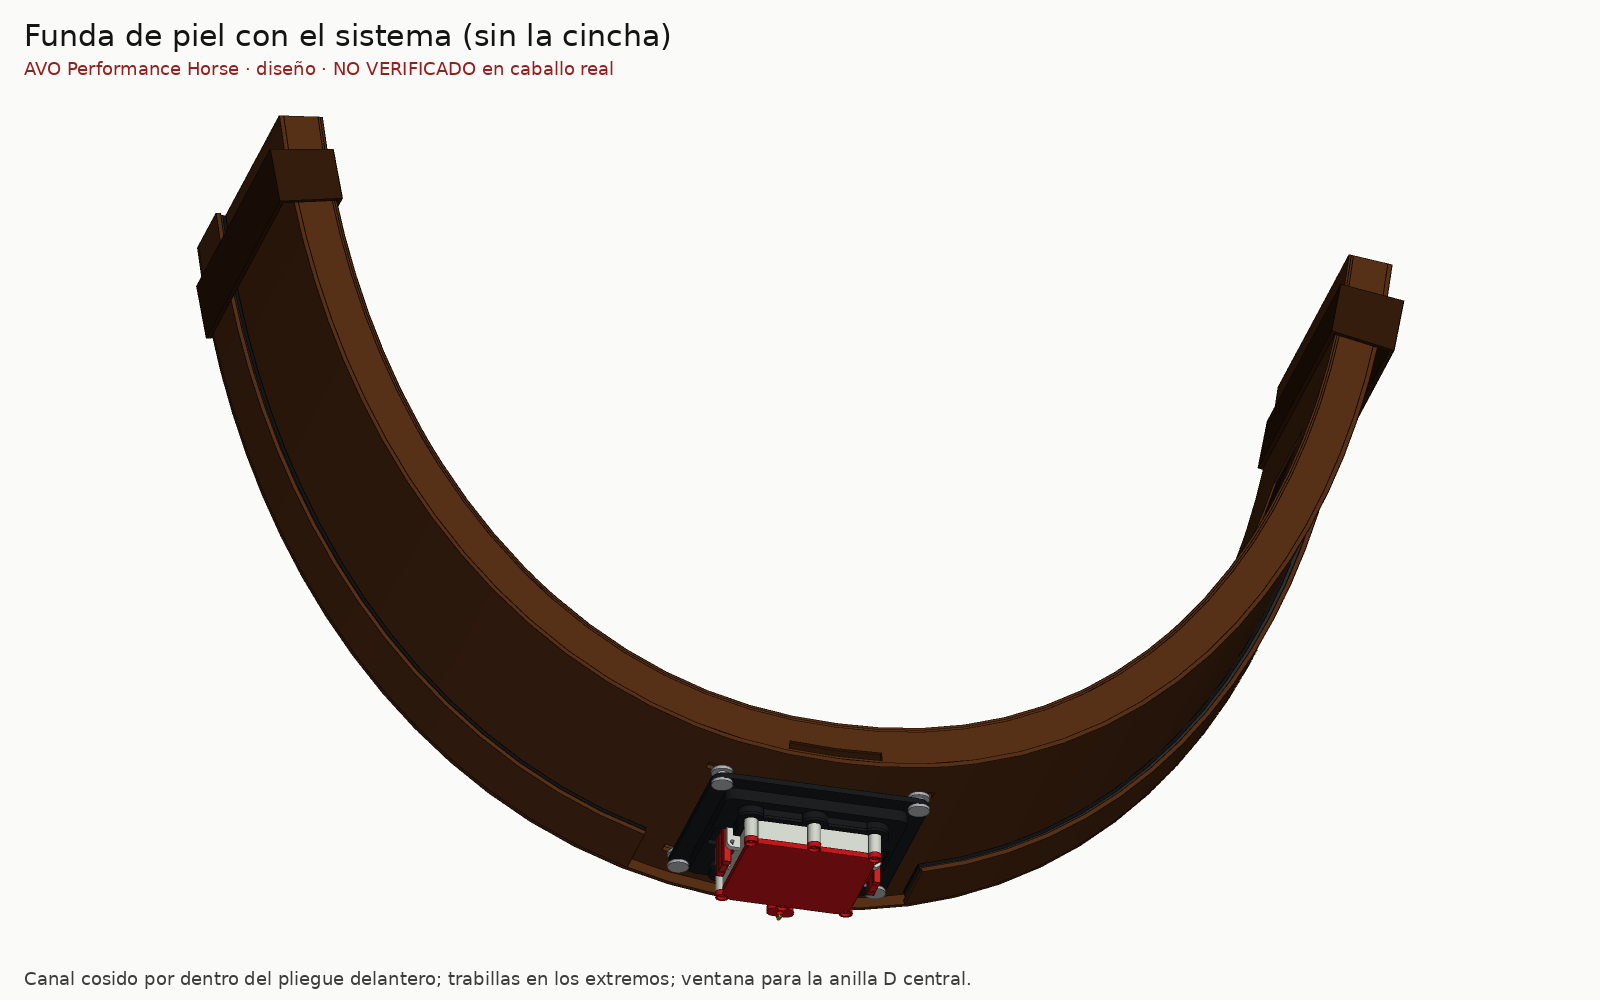 Funda de piel con el sistema (sin la cincha)
AVO Performance Horse · diseño · NO VERIFICADO en caballo real
Canal cosido por dentro del pliegue delantero; trabillas en los extremos; ventana para la anilla D central.